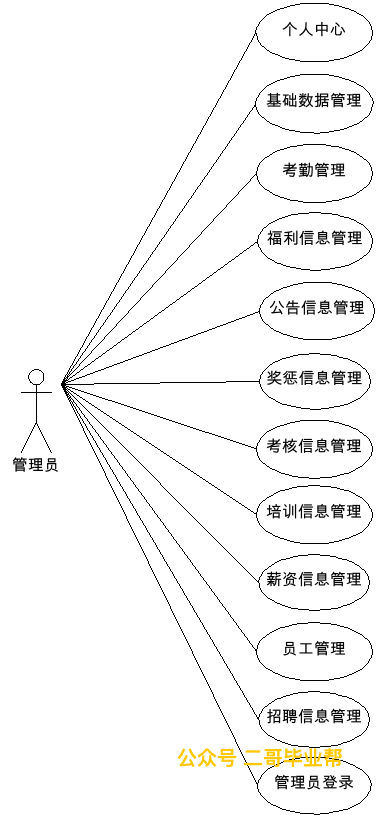 个人中心
基础数据管理
考勤管理
福利信息管理
公告信息管理
奖惩信息管理
管理员
考核信息管理
培训信息管理
薪资信息管理
员工管理
招聘信息管理
公众号 二哥毕业帮
管理员登录